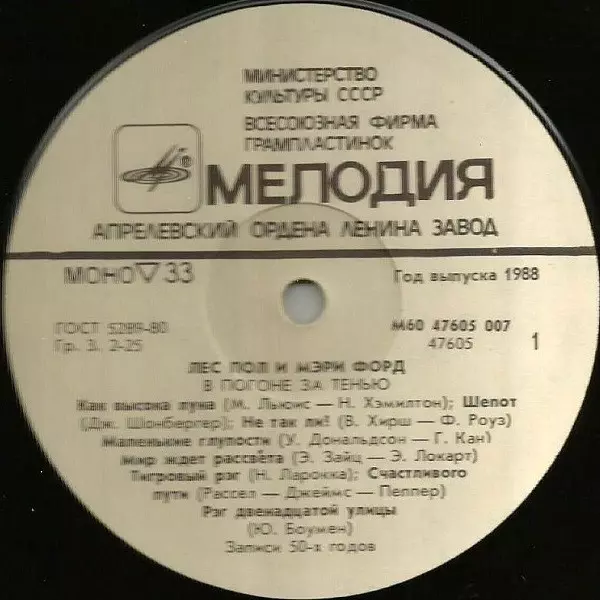 МИНИСТЕРСТВО
КУЛЬТУРЫ СССР
ВСЕСОЮЗНАЯ ФИРМА
ГРАМПЛАСТИНОК
®
МЕЛОДИЯ
АПРЕЛЕВСКИЙ ОРДЕНА ЛЕНИНА ЗАВОД
МОНО ▽ 33
Год выпуска 1988
ГОСТ 5289-80
Гр. 3. 2-25
М60 47605 007
47605
1
ЛЕС ПОЛ И МЭРИ ФОРД
В ПОГОНЕ ЗА ТЕНЬЮ
Как высока луна (М. Льюис — Н. Хэмилтон); Шепот
(Дж. Шонбергер); Не так ли? (В. Хирш — Ф. Роуз)
Маленькие глупости (У. Дональдсон — Г. Кан)
Мир ждет рассвета (Э. Зайц — Э. Локарт)
Тигровый рэг (Н. Ларокка); Счастливого
пути (Рассел — Джеймс — Пеппер)
Рэг двенадцатой улицы
(Ю. Боумен)
Записи 50-х годов